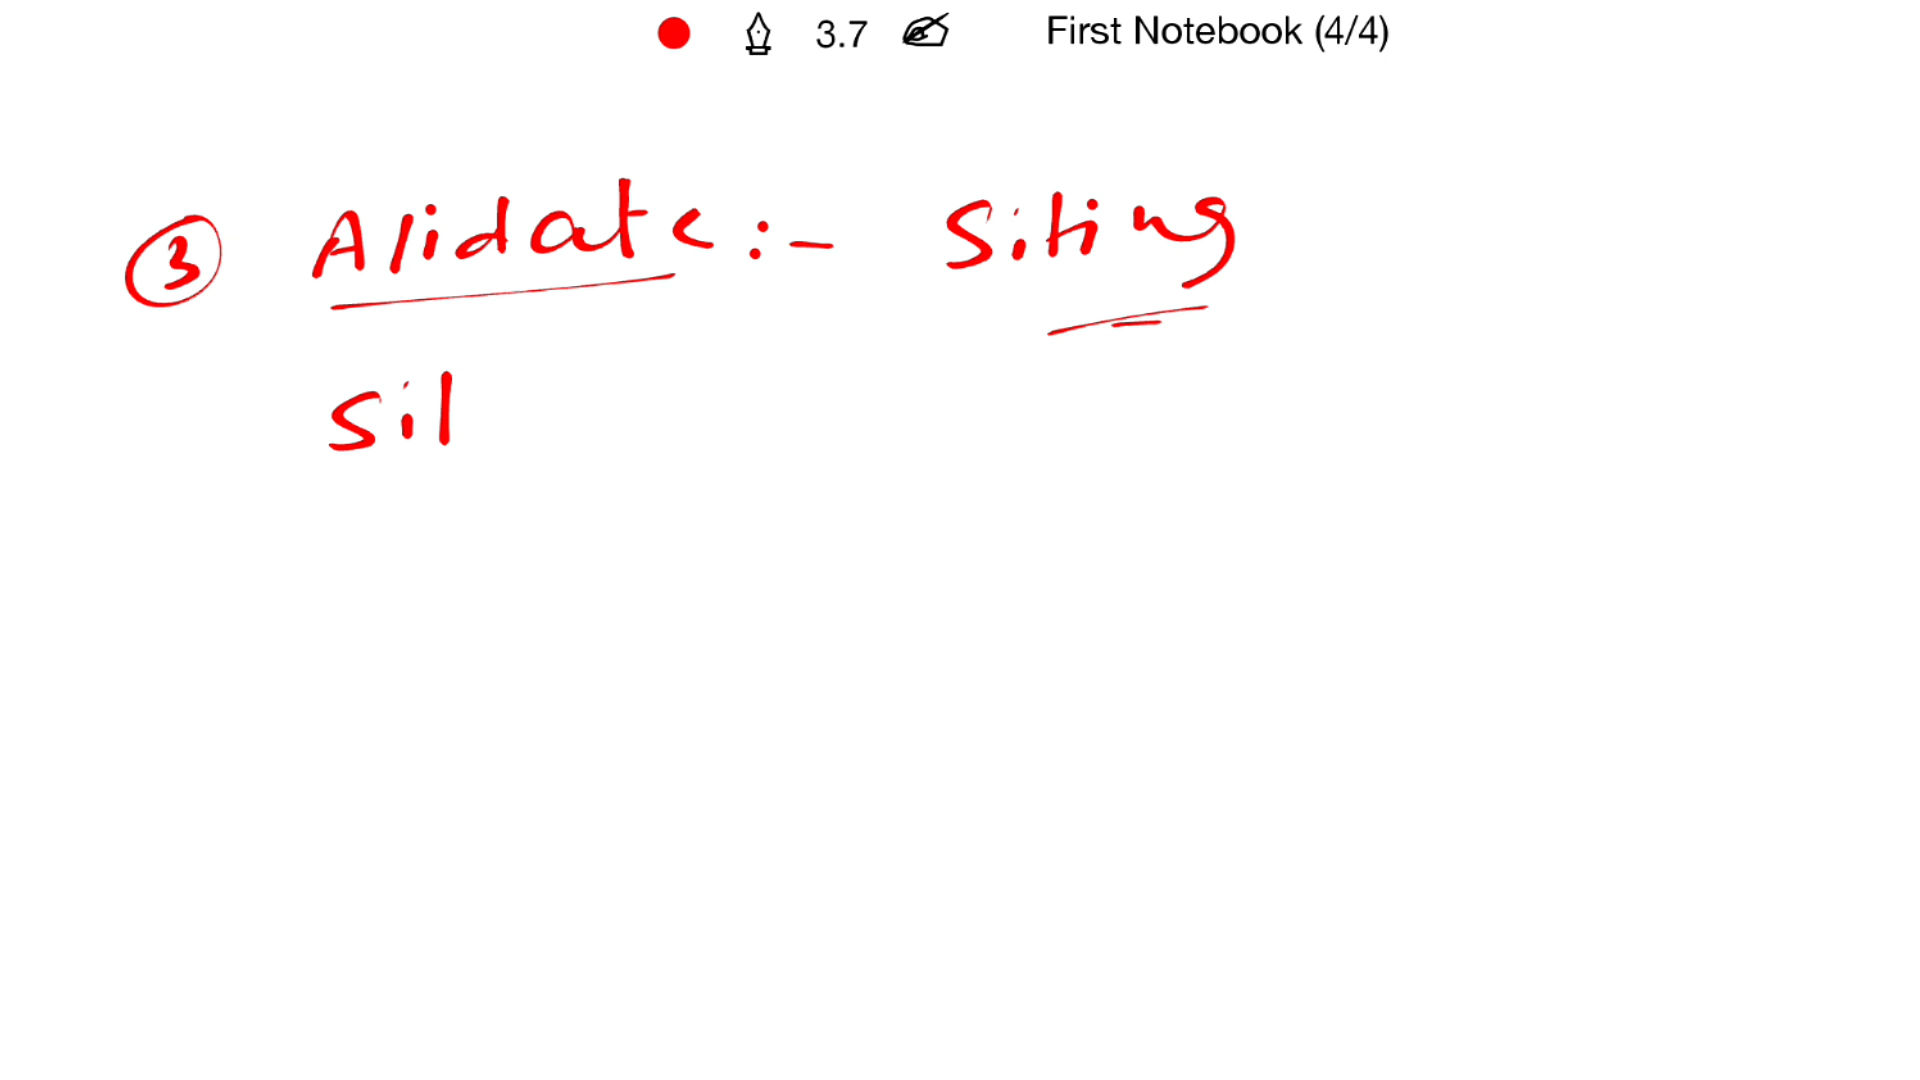 3.7 First Notebook (4/4)
③ Alidate :- Siting
Sil